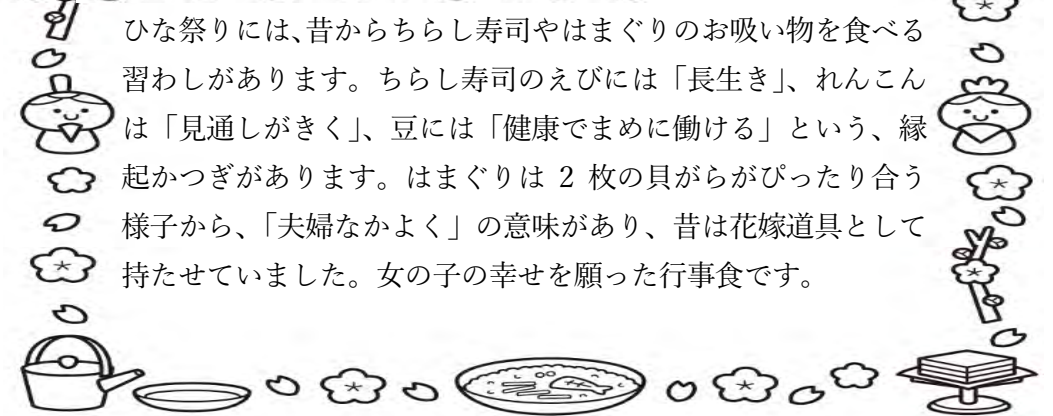 ひな祭りには、昔からちらし寿司やはまぐりのお吸い物を食べる
習わしがあります。ちらし寿司のえびには「長生き」、れんこん
は「見通しがきく」、豆には「健康でまめに働ける」という、縁
起かつぎがあります。はまぐりは 2 枚の貝がらがぴったり合う
様子から、「夫婦なかよく」の意味があり、昔は花嫁道具として
持たせていました。女の子の幸せを願った行事食です。